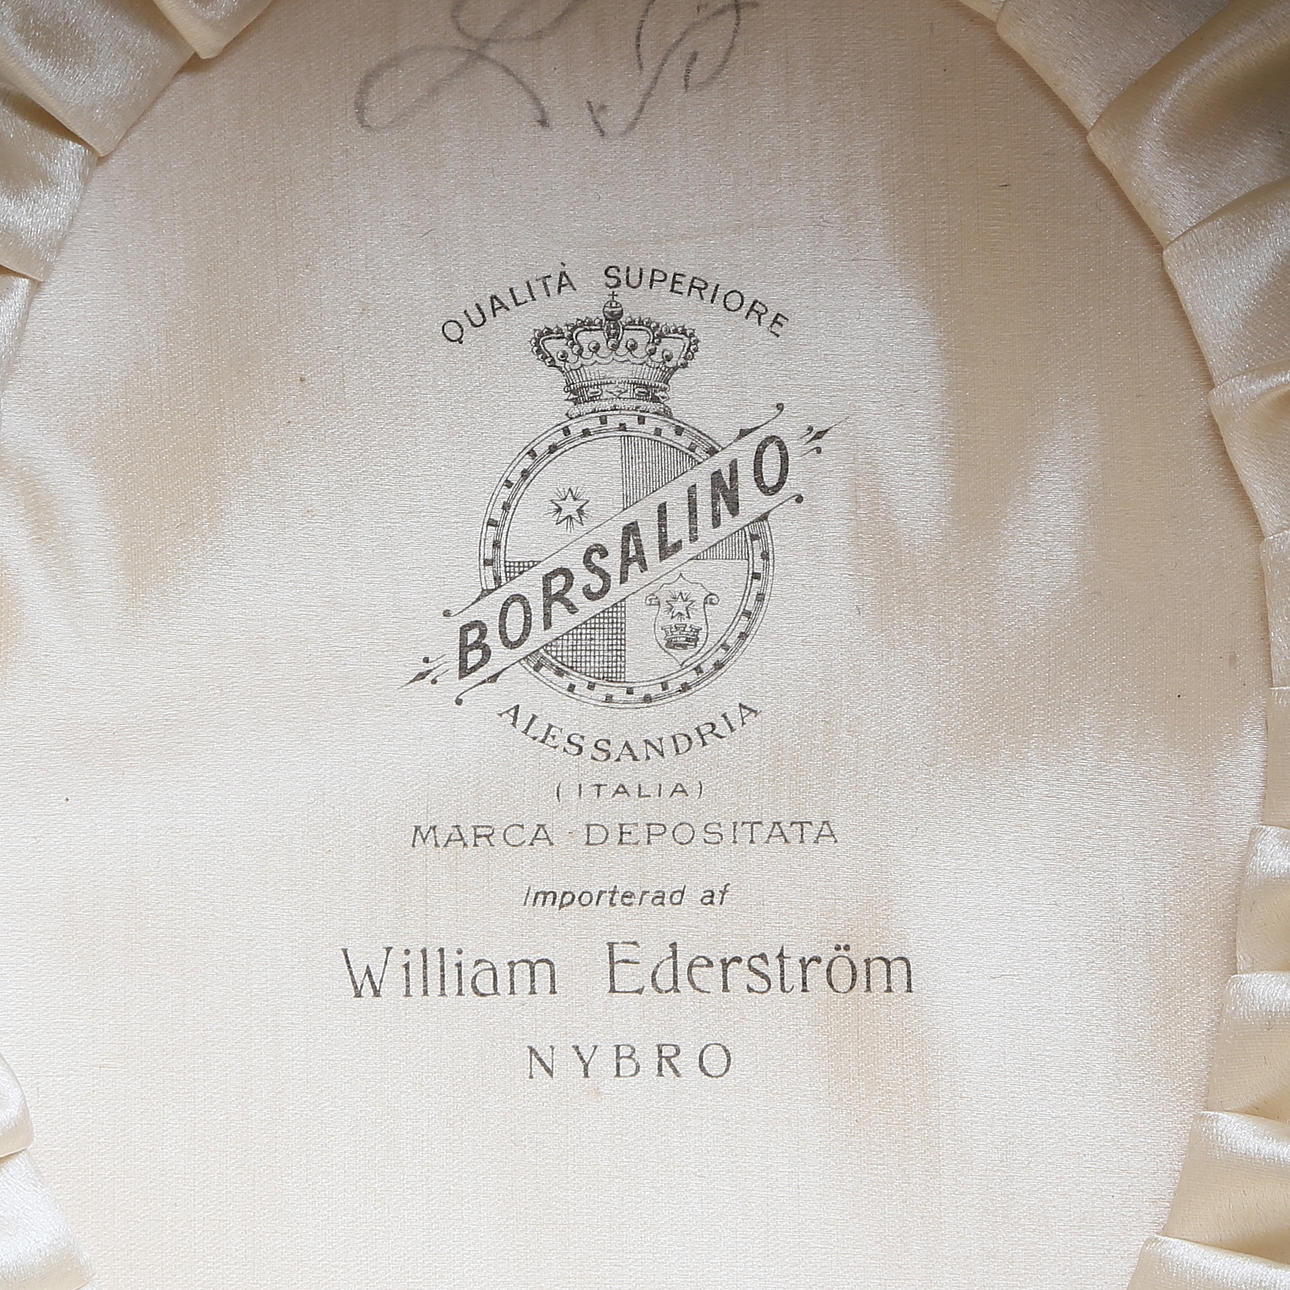 QUALITÀ SUPERIORE
BORSALINO
ALESSANDRIA
(ITALIA)
MARCA DEPOSITATA
Importerad af
William Ederström
NYBRO